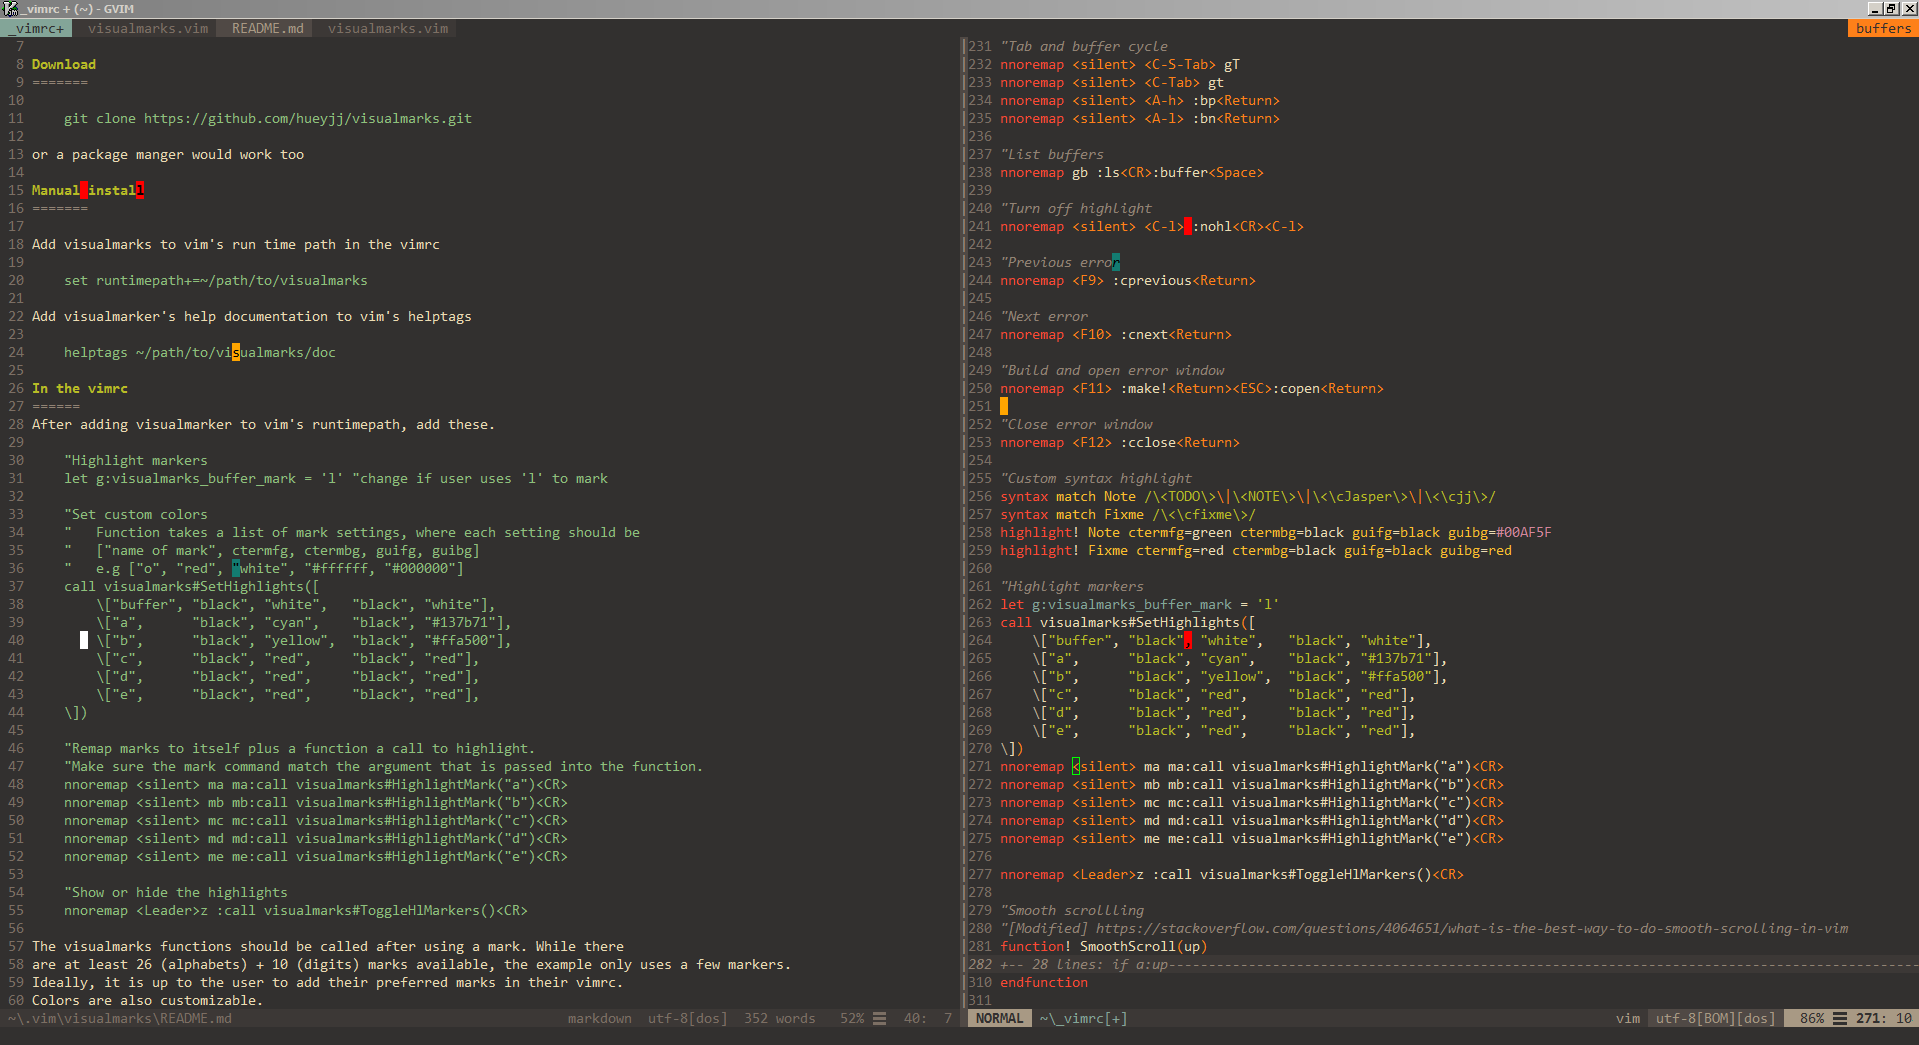 _vimrc + (~) - GVIM
_vimrc+ visualmarks.vim README.md visualmarks.vim buffers
7
8 Download
9 =======
10
11     git clone https://github.com/hueyjj/visualmarks.git
12
13 or a package manger would work too
14
15 Manual install
16 =======
17
18 Add visualmarks to vim's run time path in the vimrc
19
20     set runtimepath+=~/path/to/visualmarks
21
22 Add visualmarker's help documentation to vim's helptags
23
24     helptags ~/path/to/visualmarks/doc
25
26 In the vimrc
27 ======
28 After adding visualmarker to vim's runtimepath, add these.
29
30     "Highlight markers
31     let g:visualmarks_buffer_mark = 'l' "change if user uses 'l' to mark
32
33     "Set custom colors
34     "   Function takes a list of mark settings, where each setting should be
35     "   ["name of mark", ctermfg, ctermbg, guifg, guibg]
36     "   e.g ["o", "red", "white", "#ffffff, "#000000"]
37     call visualmarks#SetHighlights([
38         \["buffer", "black", "white",   "black", "white"],
39         \["a",      "black", "cyan",    "black", "#137b71"],
40         \["b",      "black", "yellow",  "black", "#ffa500"],
41         \["c",      "black", "red",     "black", "red"],
42         \["d",      "black", "red",     "black", "red"],
43         \["e",      "black", "red",     "black", "red"],
44     \])
45
46     "Remap marks to itself plus a function a call to highlight.
47     "Make sure the mark command match the argument that is passed into the function.
48     nnoremap <silent> ma ma:call visualmarks#HighlightMark("a")<CR>
49     nnoremap <silent> mb mb:call visualmarks#HighlightMark("b")<CR>
50     nnoremap <silent> mc mc:call visualmarks#HighlightMark("c")<CR>
51     nnoremap <silent> md md:call visualmarks#HighlightMark("d")<CR>
52     nnoremap <silent> me me:call visualmarks#HighlightMark("e")<CR>
53
54     "Show or hide the highlights
55     nnoremap <Leader>z :call visualmarks#ToggleHlMarkers()<CR>
56
57 The visualmarks functions should be called after using a mark. While there
58 are at least 26 (alphabets) + 10 (digits) marks available, the example only uses a few markers.
59 Ideally, it is up to the user to add their preferred marks in their vimrc.
60 Colors are also customizable.
~\.vim\visualmarks\README.md markdown utf-8[dos] 352 words 52% ☰ 40: 7
231 "Tab and buffer cycle
232 nnoremap <silent> <C-S-Tab> gT
233 nnoremap <silent> <C-Tab> gt
234 nnoremap <silent> <A-h> :bp<Return>
235 nnoremap <silent> <A-l> :bn<Return>
236
237 "List buffers
238 nnoremap gb :ls<CR>:buffer<Space>
239
240 "Turn off highlight
241 nnoremap <silent> <C-l> :nohl<CR><C-l>
242
243 "Previous error
244 nnoremap <F9> :cprevious<Return>
245
246 "Next error
247 nnoremap <F10> :cnext<Return>
248
249 "Build and open error window
250 nnoremap <F11> :make!<Return><ESC>:copen<Return>
251
252 "Close error window
253 nnoremap <F12> :cclose<Return>
254
255 "Custom syntax highlight
256 syntax match Note /\<TODO\>\|\<NOTE\>\|\<\cJasper\>\|\<\cjj\>/
257 syntax match Fixme /\<\cfixme\>/
258 highlight! Note ctermfg=green ctermbg=black guifg=black guibg=#00AF5F
259 highlight! Fixme ctermfg=red ctermbg=black guifg=black guibg=red
260
261 "Highlight markers
262 let g:visualmarks_buffer_mark = 'l'
263 call visualmarks#SetHighlights([
264     \["buffer", "black", "white",   "black", "white"],
265     \["a",      "black", "cyan",    "black", "#137b71"],
266     \["b",      "black", "yellow",  "black", "#ffa500"],
267     \["c",      "black", "red",     "black", "red"],
268     \["d",      "black", "red",     "black", "red"],
269     \["e",      "black", "red",     "black", "red"],
270 \])
271 nnoremap <silent> ma ma:call visualmarks#HighlightMark("a")<CR>
272 nnoremap <silent> mb mb:call visualmarks#HighlightMark("b")<CR>
273 nnoremap <silent> mc mc:call visualmarks#HighlightMark("c")<CR>
274 nnoremap <silent> md md:call visualmarks#HighlightMark("d")<CR>
275 nnoremap <silent> me me:call visualmarks#HighlightMark("e")<CR>
276
277 nnoremap <Leader>z :call visualmarks#ToggleHlMarkers()<CR>
278
279 "Smooth scrollling
280 "[Modified] https://stackoverflow.com/questions/4064651/what-is-the-best-way-to-do-smooth-scrolling-in-vim
281 function! SmoothScroll(up)
282 +-- 28 lines: if a:up---------------------------------------------------------------------------------------------
310 endfunction
311
NORMAL ~\_vimrc[+] vim utf-8[BOM][dos] 86% ☰ 271: 10